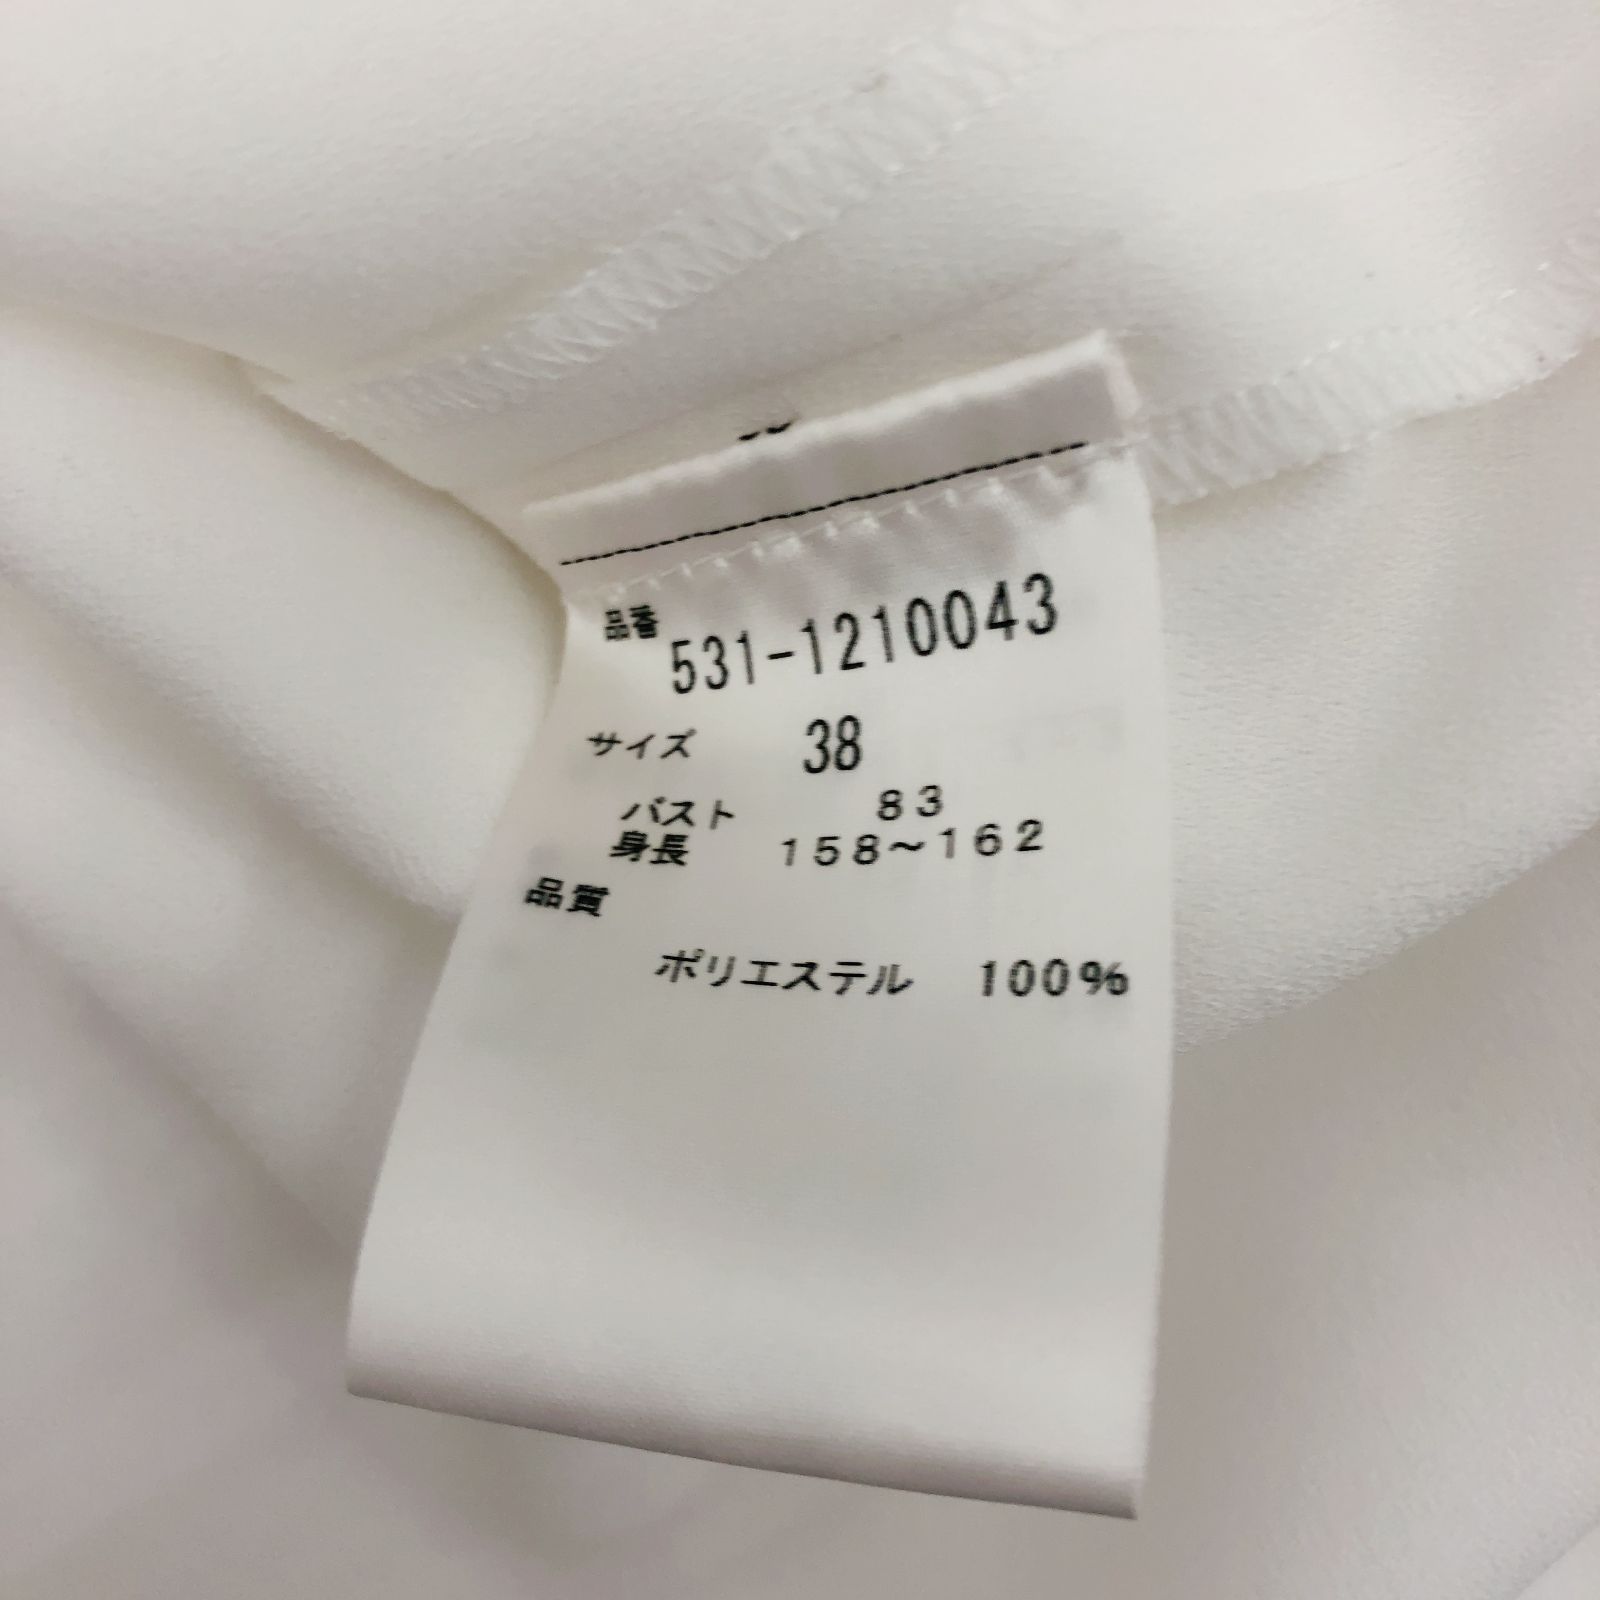 品番 531-1210043
サイズ 38
バスト 83
身長 158～162
品質
ポリエステル 100%